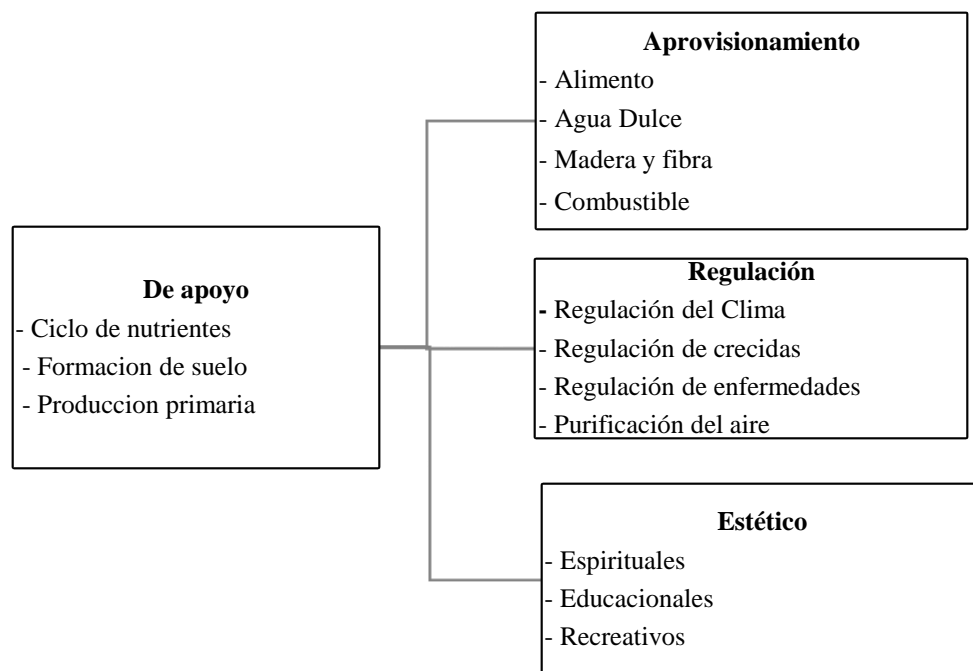 De apoyo
- Ciclo de nutrientes
- Formacion de suelo
- Produccion primaria
Aprovisionamiento
- Alimento
- Agua Dulce
- Madera y fibra
- Combustible
Regulación
- Regulación del Clima
- Regulación de crecidas
- Regulación de enfermedades
- Purificación del aire
Estético
- Espirituales
- Educacionales
- Recreativos